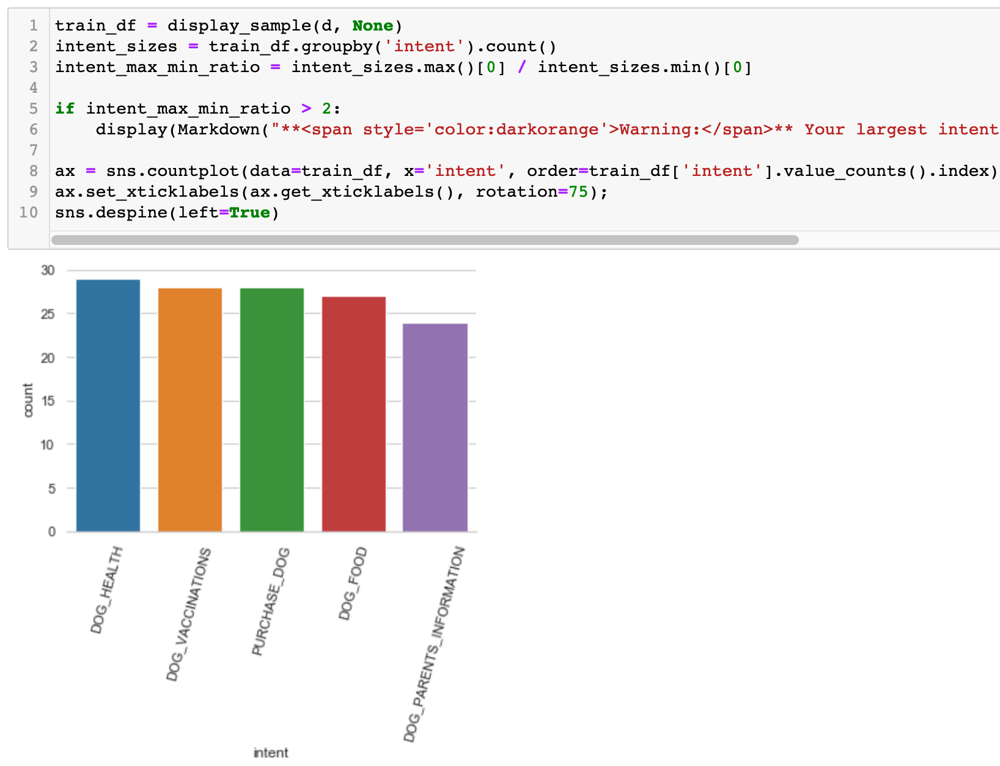 1 train_df = display_sample(d, None)
2 intent_sizes = train_df.groupby('intent').count()
3 intent_max_min_ratio = intent_sizes.max()[0] / intent_sizes.min()[0]
4
5 if intent_max_min_ratio > 2:
6     display(Markdown("**<span style='color:darkorange'>Warning:</span>** Your largest intent
7
8 ax = sns.countplot(data=train_df, x='intent', order=train_df['intent'].value_counts().index)
9 ax.set_xticklabels(ax.get_xticklabels(), rotation=75);
10 sns.despine(left=True)
30
25
20
15
10
5
0
count
DOG_HEALTH
DOG_VACCINATIONS
PURCHASE_DOG
DOG_FOOD
DOG_PARENTS_INFORMATION
intent